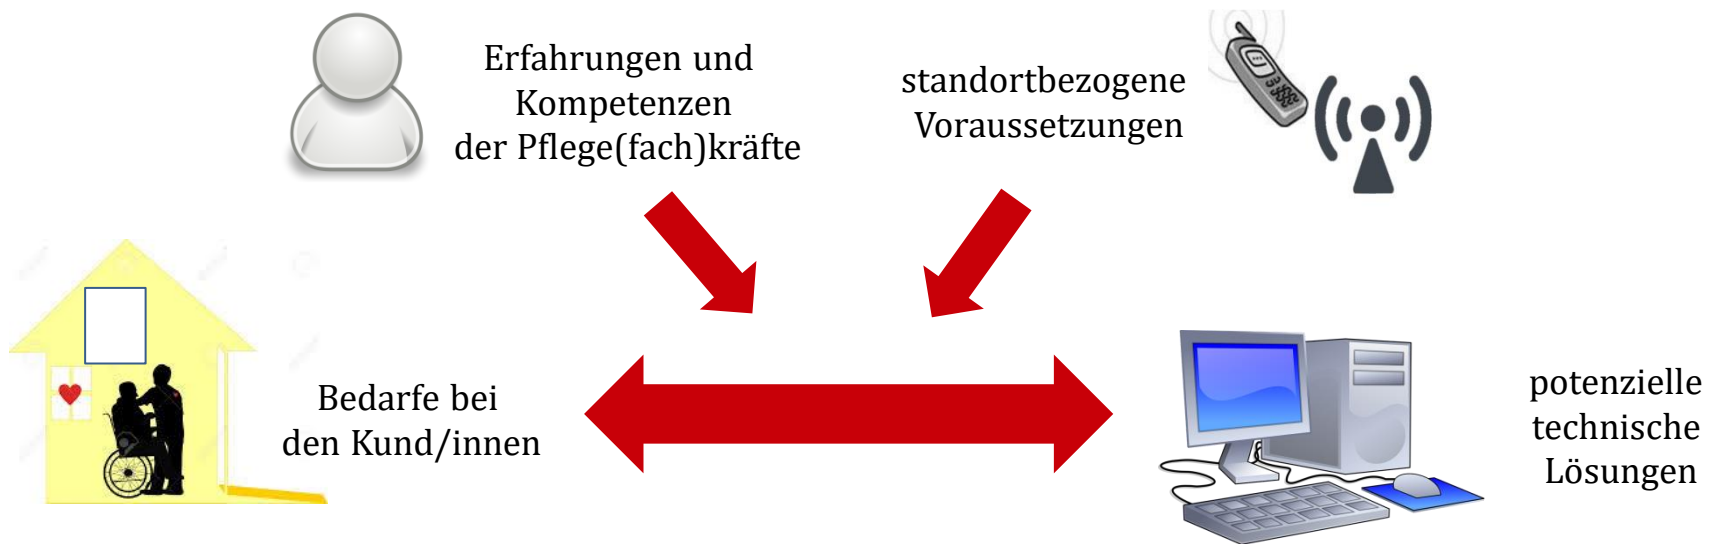 Erfahrungen und
Kompetenzen
der Pflege(fach)kräfte
standortbezogene
Voraussetzungen
Bedarfe bei
den Kund/innen
potenzielle
technische
Lösungen